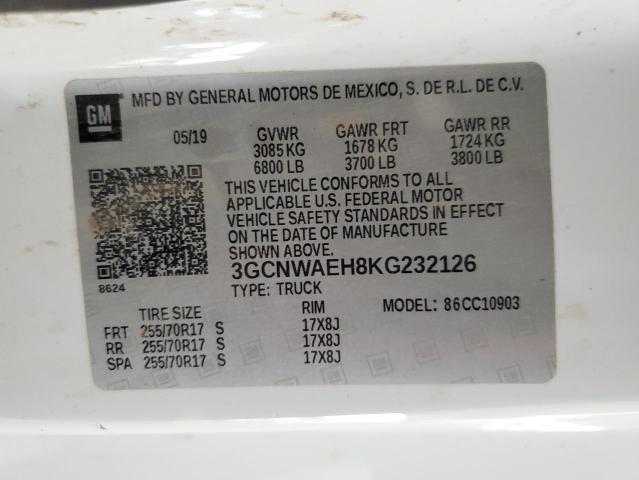 GM
MFD BY GENERAL MOTORS DE MEXICO, S. DE R.L. DE C.V.
05/19 GVWR GAWR FRT GAWR RR
3085 KG 1678 KG 1724 KG
6800 LB 3700 LB 3800 LB
THIS VEHICLE CONFORMS TO ALL
APPLICABLE U.S. FEDERAL MOTOR
VEHICLE SAFETY STANDARDS IN EFFECT
ON THE DATE OF MANUFACTURE
SHOWN ABOVE.
3GCNWAEH8KG232126
8624
TYPE: TRUCK MODEL: 86CC10903
TIRE SIZE RIM
FRT 255/70R17 S 17X8J
RR 255/70R17 S 17X8J
SPA 255/70R17 S 17X8J